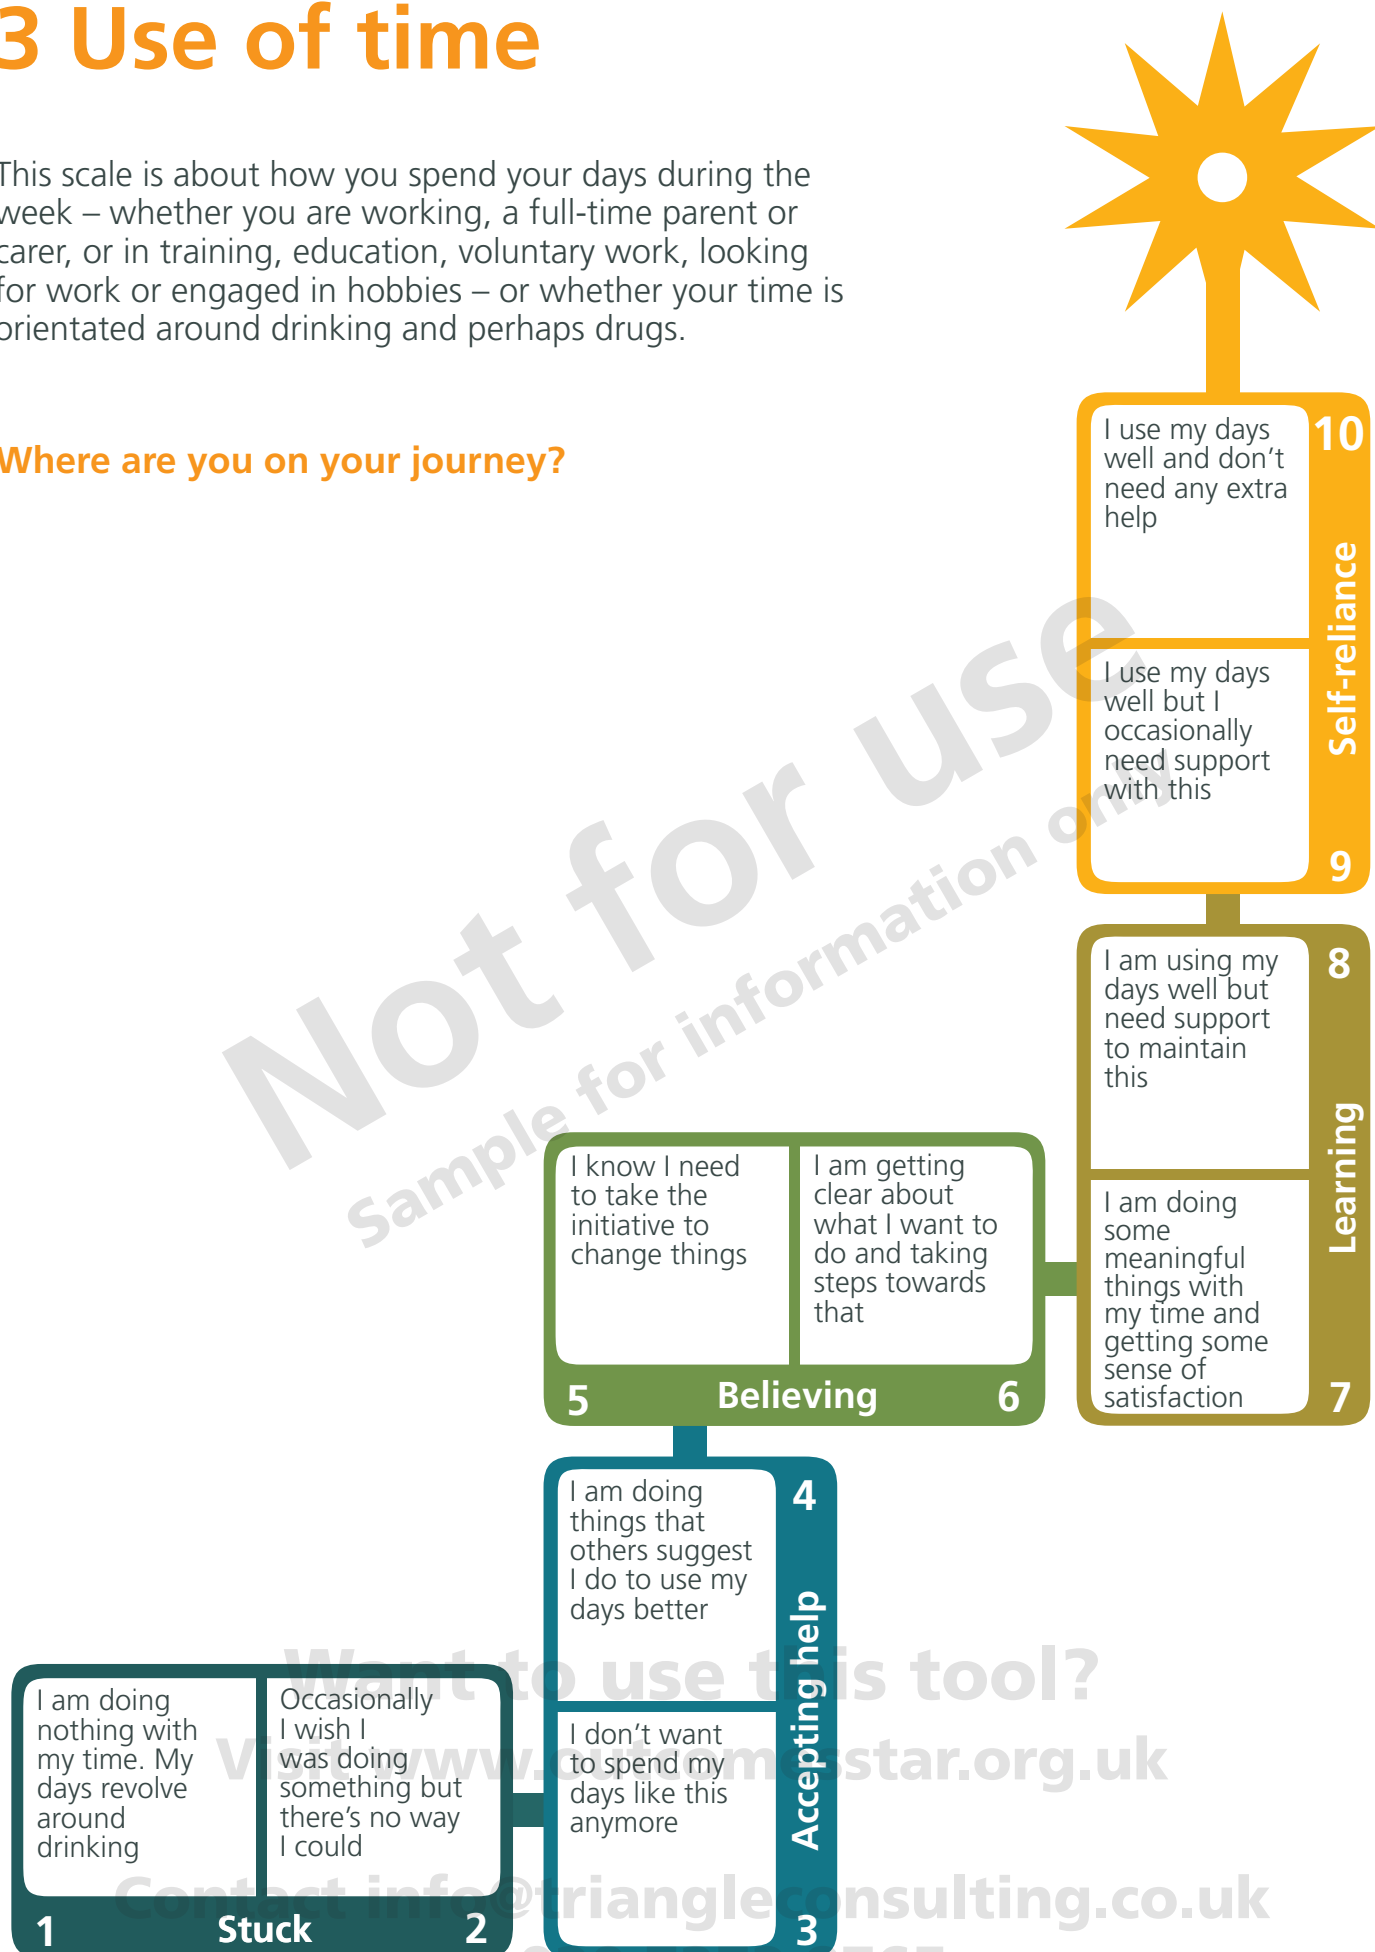 3 Use of time
This scale is about how you spend your days during the
week – whether you are working, a full-time parent or
carer, or in training, education, voluntary work, looking
for work or engaged in hobbies – or whether your time is
orientated around drinking and perhaps drugs.
Where are you on your journey?
I use my days
well and don't
need any extra
help
10
Self-reliance
I use my days
well but I
occasionally
need support
with this
9
I am using my
days well but
need support
to maintain
this
8
Learning
I am doing
some
meaningful
things with
my time and
getting some
sense of
satisfaction
7
I know I need
to take the
initiative to
change things
I am getting
clear about
what I want to
do and taking
steps towards
that
5 Believing 6
I am doing
things that
others suggest
I do to use my
days better
4
Accepting help
I don't want
to spend my
days like this
anymore
3
I am doing
nothing with
my time. My
days revolve
around
drinking
Occasionally
I wish I
was doing
something but
there's no way
I could
1 Stuck 2
Not for use
Sample for information only
Want to use this tool?
Visit www.outcomesstar.org.uk
Contact info@triangleconsulting.co.uk